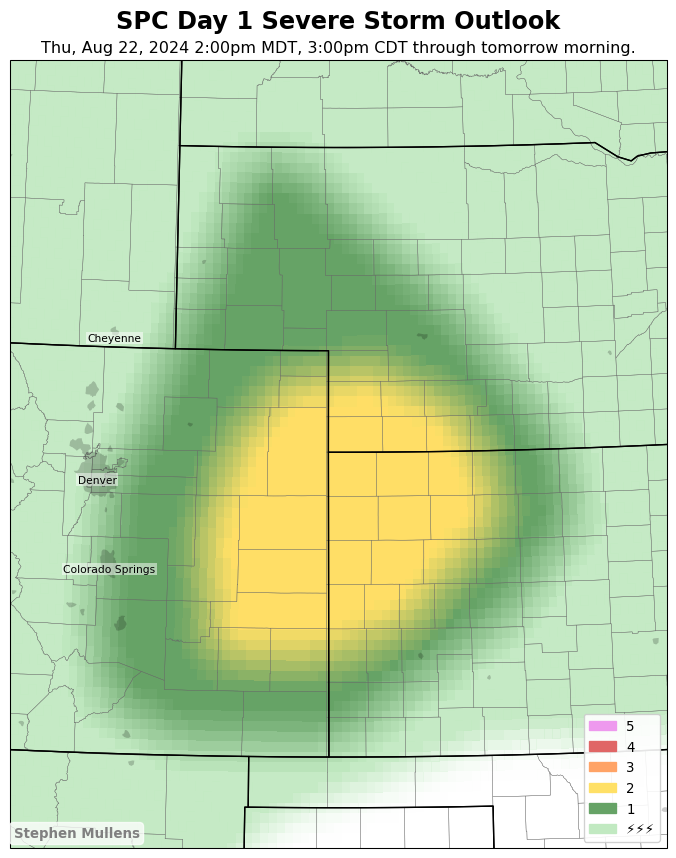 SPC Day 1 Severe Storm Outlook
Thu, Aug 22, 2024 2:00pm MDT, 3:00pm CDT through tomorrow morning.
Cheyenne
Denver
Colorado Springs
5
4
3
2
1
⚡⚡⚡
Stephen Mullens